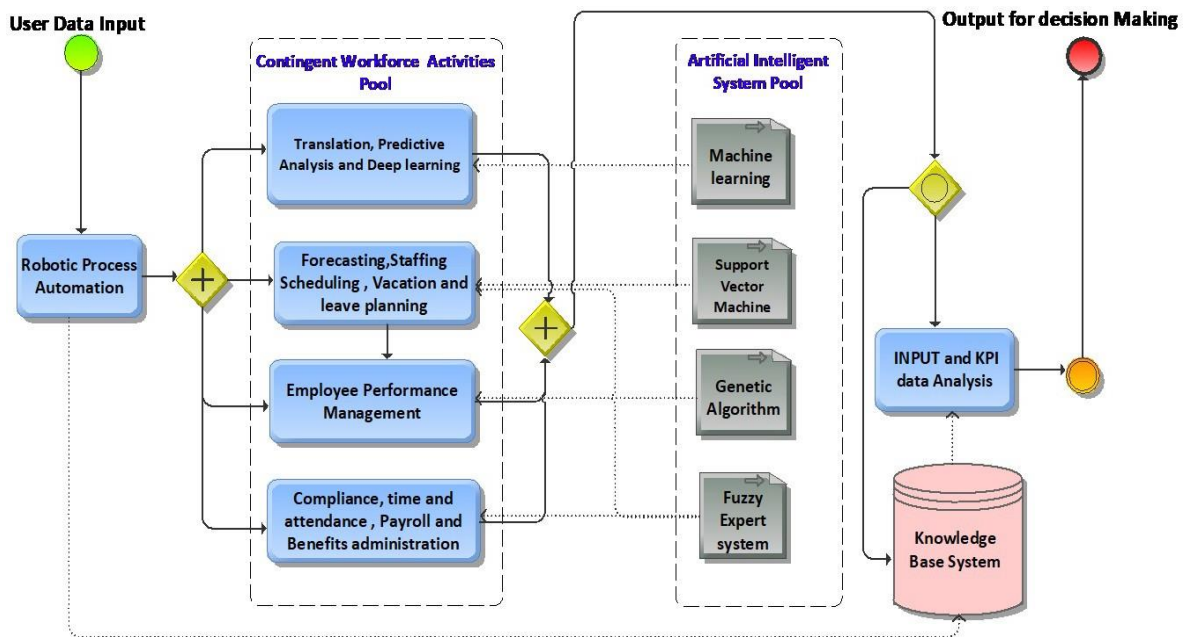 User Data Input
Output for decision Making
Contingent Workforce Activities
Pool
Artificial Intelligent
System Pool
Translation, Predictive
Analysis and Deep learning
Machine
learning
Robotic Process
Automation
Forecasting,Staffing
Scheduling , Vacation and
leave planning
Support
Vector
Machine
INPUT and KPI
data Analysis
Employee Performance
Management
Genetic
Algorithm
Compliance, time and
attendance , Payroll and
Benefits administration
Fuzzy
Expert
system
Knowledge
Base System